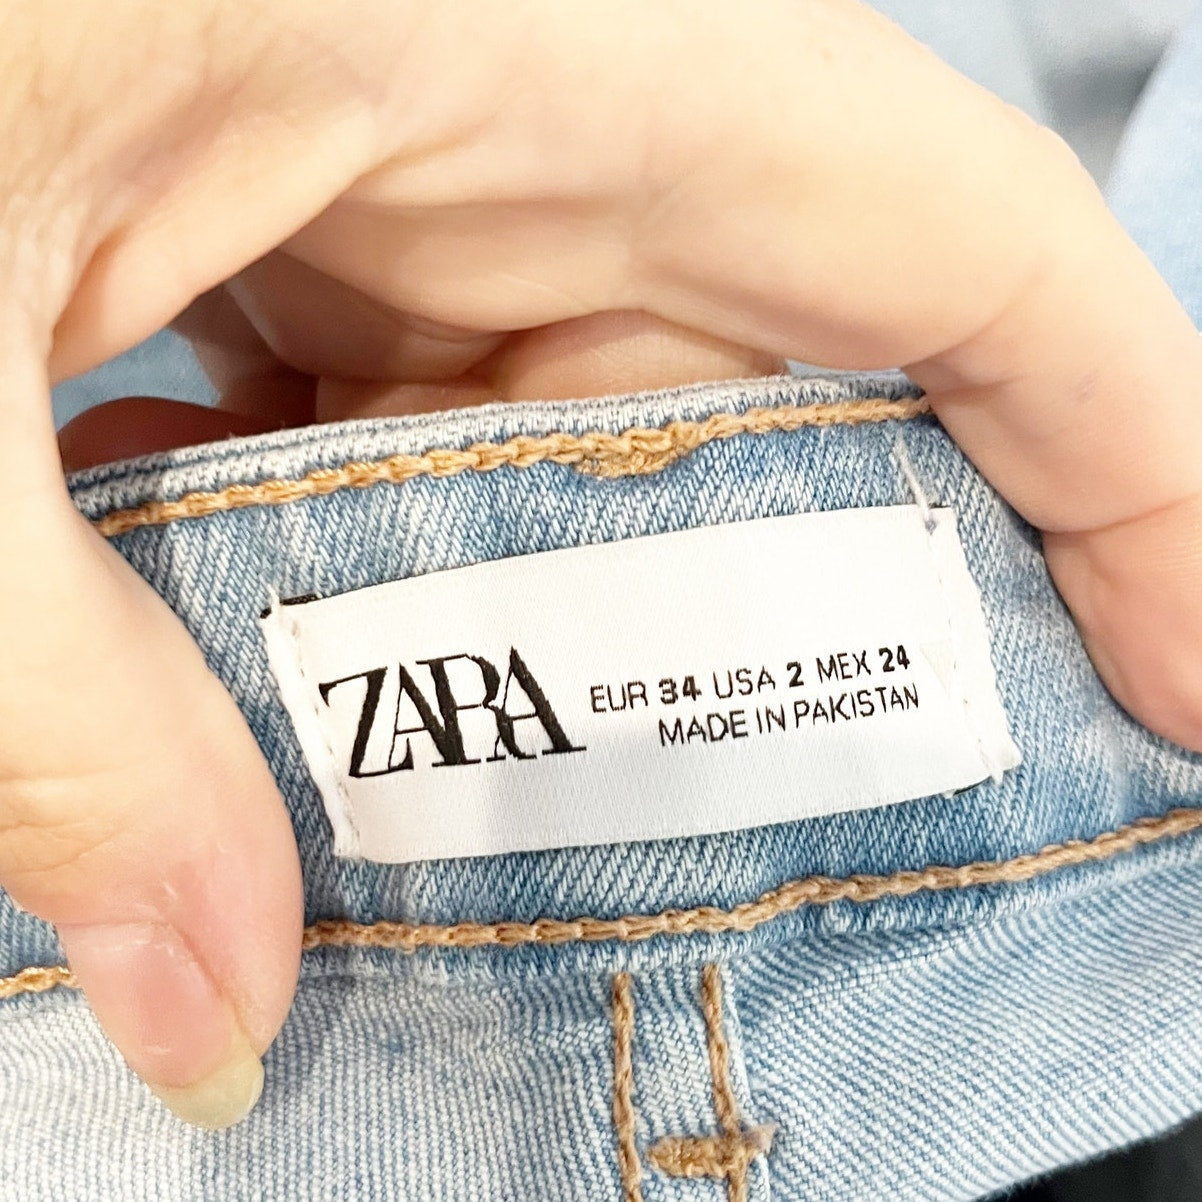 ZARA
EUR 34 USA 2 MEX 24
MADE IN PAKISTAN